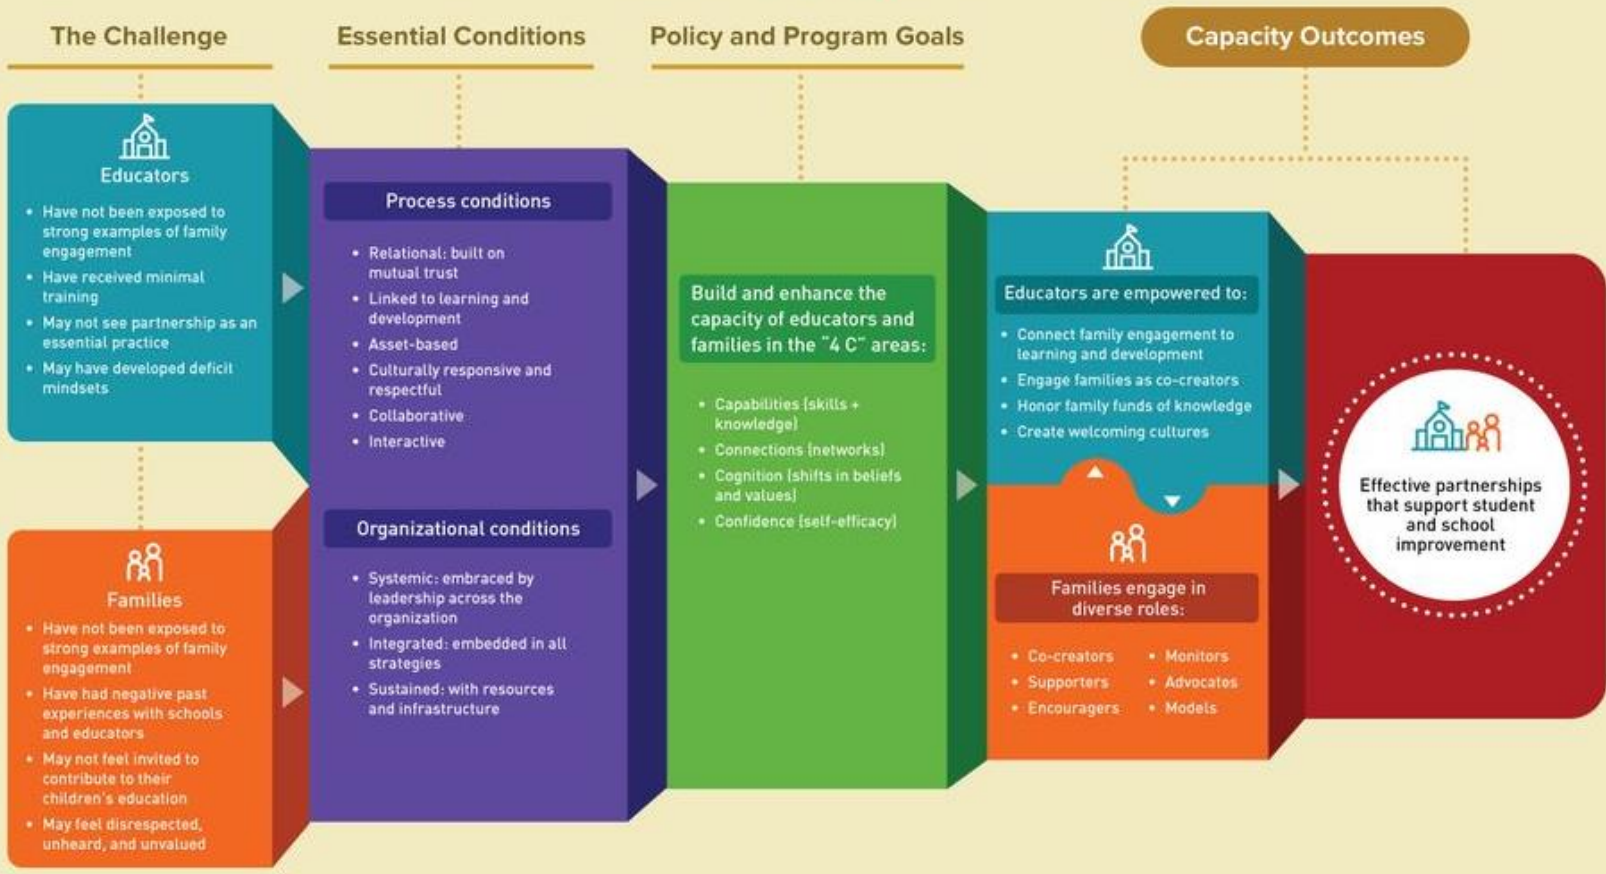 The Challenge
Essential Conditions
Policy and Program Goals
Capacity Outcomes
Educators
• Have not been exposed to
strong examples of family
engagement
• Have received minimal
training
• May not see partnership as an
essential practice
• May have developed deficit
mindsets
Families
• Have not been exposed to
strong examples of family
engagement
• Have had negative past
experiences with schools
and educators
• May not feel invited to
contribute to their
children's education
• May feel disrespected,
unheard, and unvalued
Process conditions
• Relational: built on
mutual trust
• Linked to learning and
development
• Asset-based
• Culturally responsive and
respectful
• Collaborative
• Interactive
Organizational conditions
• Systemic: embraced by
leadership across the
organization
• Integrated: embedded in all
strategies
• Sustained: with resources
and infrastructure
Build and enhance the
capacity of educators and
families in the "4 C" areas:
• Capabilities (skills +
knowledge)
• Connections (networks)
• Cognition (shifts in beliefs
and values)
• Confidence (self-efficacy)
Educators are empowered to:
• Connect family engagement to
learning and development
• Engage families as co-creators
• Honor family funds of knowledge
• Create welcoming cultures
Families engage in
diverse roles:
• Co-creators
• Supporters
• Encouragers
• Monitors
• Advocates
• Models
Effective partnerships
that support student
and school
improvement